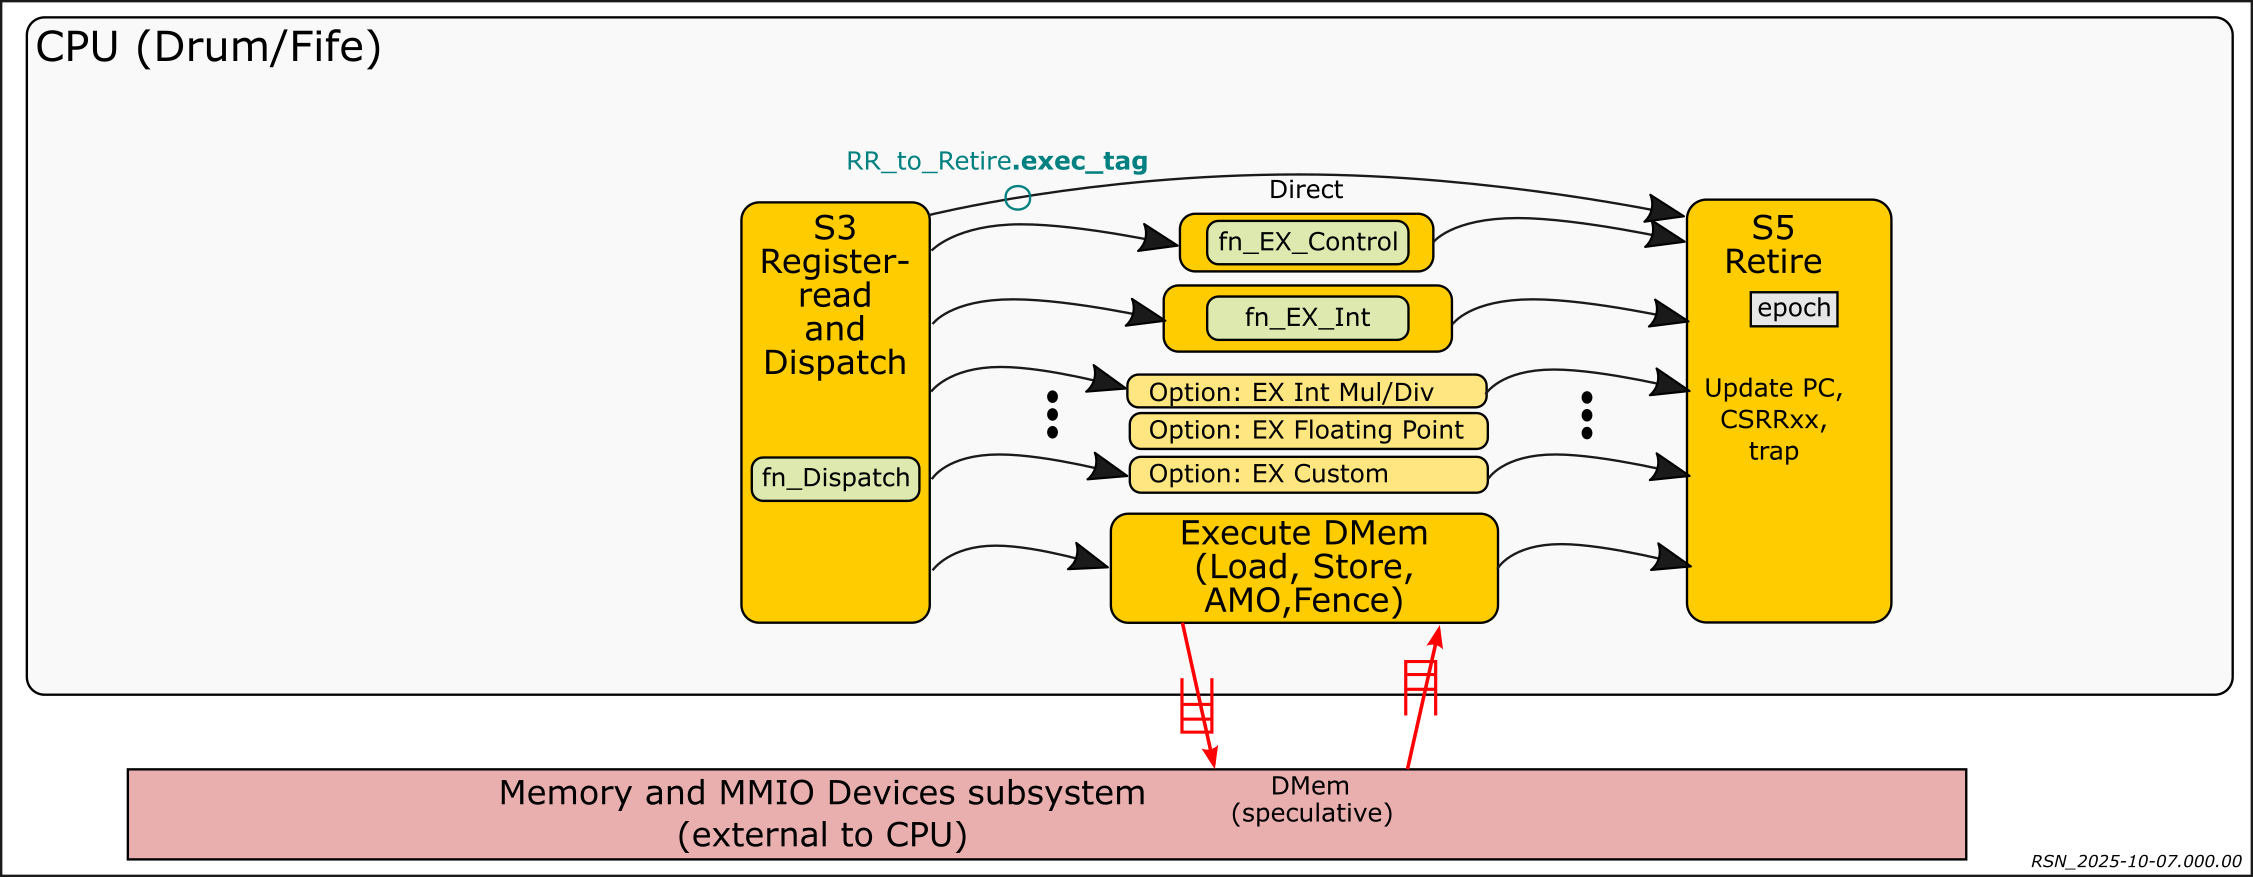 CPU (Drum/Fife)
RR_to_Retire.exec_tag
Direct
S3
Register-
read
and
Dispatch
fn_Dispatch
fn_EX_Control
fn_EX_Int
Option: EX Int Mul/Div
Option: EX Floating Point
Option: EX Custom
Execute DMem
(Load, Store,
AMO,Fence)
S5
Retire
epoch
Update PC,
CSRRxx,
trap
Memory and MMIO Devices subsystem
(external to CPU)
DMem
(speculative)
RSN_2025-10-07.000.00